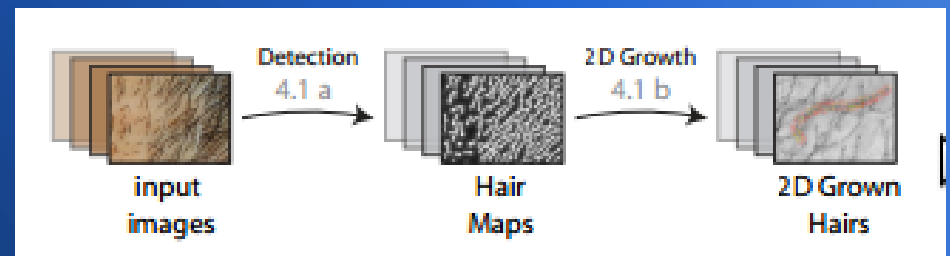 Detection
4.1 a
2D Growth
4.1 b
input
images
Hair
Maps
2D Grown
Hairs